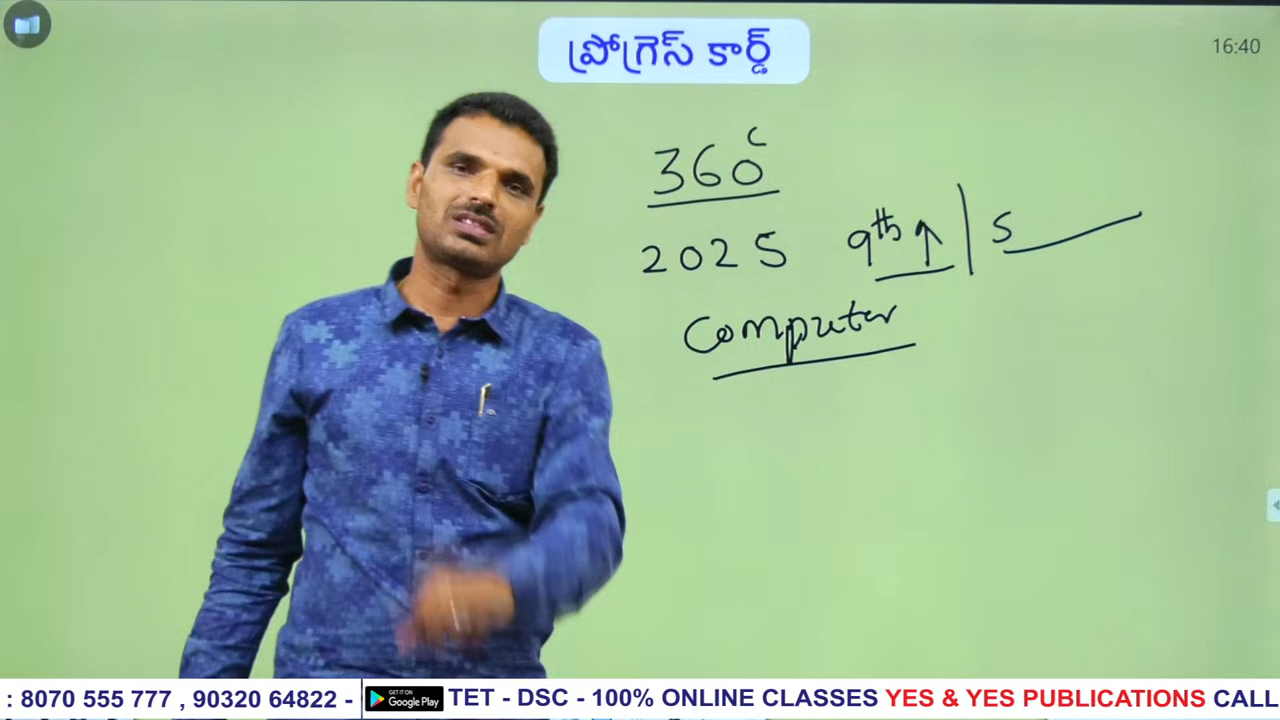 ప్రోగ్రెస్ కార్డ్
16:40
360°
2025 9th ↑ | S
Computer
: 8070 555 777 , 90320 64822 - GET IT ON Google Play TET - DSC - 100% ONLINE CLASSES YES & YES PUBLICATIONS CALL